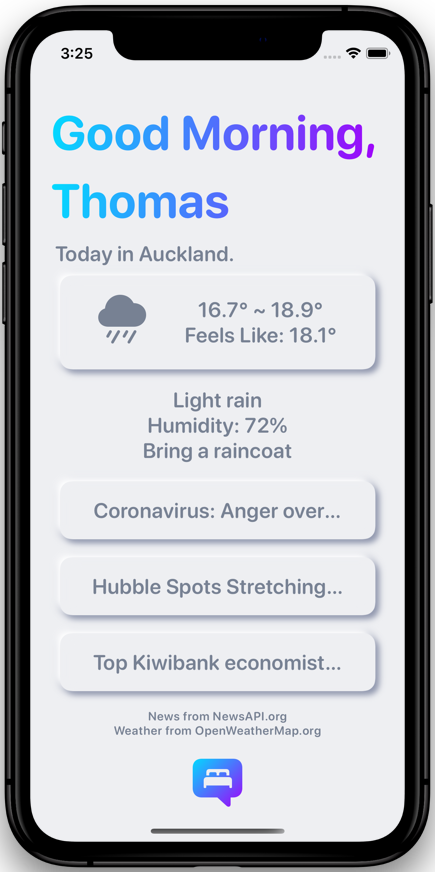 3:25
Good Morning,
Thomas
Today in Auckland.
16.7° ~ 18.9°
Feels Like: 18.1°
Light rain
Humidity: 72%
Bring a raincoat
Coronavirus: Anger over...
Hubble Spots Stretching...
Top Kiwibank economist...
News from NewsAPI.org
Weather from OpenWeatherMap.org